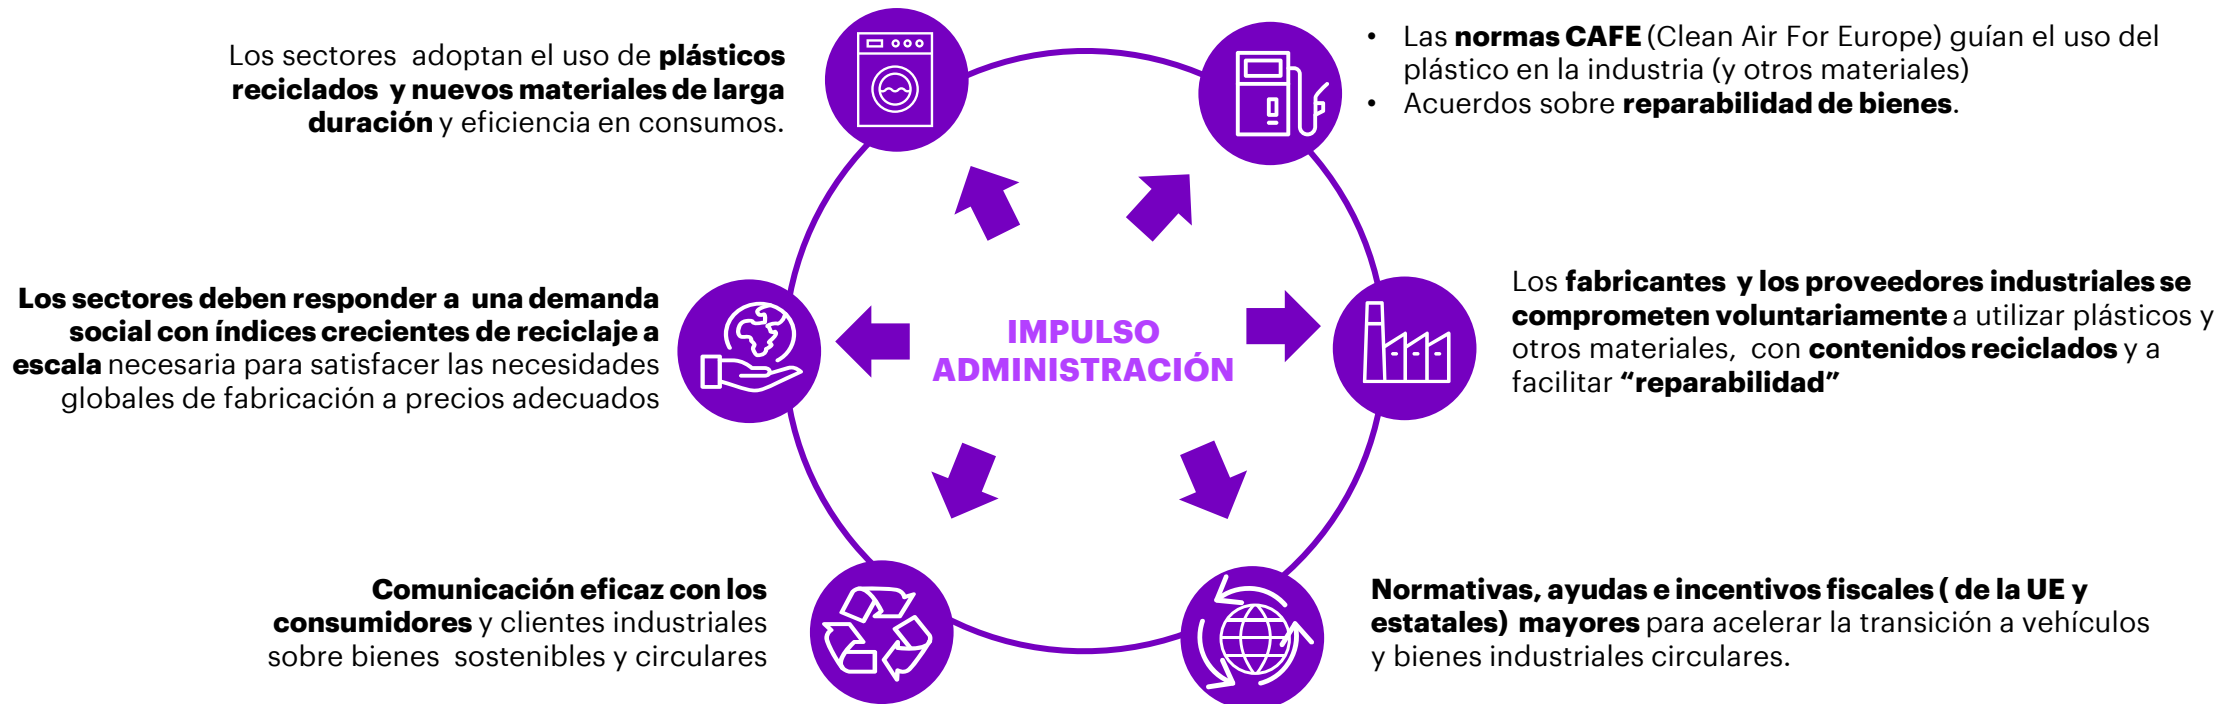 Los sectores adoptan el uso de plásticos
reciclados y nuevos materiales de larga
duración y eficiencia en consumos.
• Las normas CAFE (Clean Air For Europe) guían el uso del
plástico en la industria (y otros materiales)
• Acuerdos sobre reparabilidad de bienes.
Los sectores deben responder a una demanda
social con índices crecientes de reciclaje a
escala necesaria para satisfacer las necesidades
globales de fabricación a precios adecuados
IMPULSO
ADMINISTRACIÓN
Los fabricantes y los proveedores industriales se
comprometen voluntariamente a utilizar plásticos y
otros materiales, con contenidos reciclados y a
facilitar “reparabilidad”
Comunicación eficaz con los
consumidores y clientes industriales
sobre bienes sostenibles y circulares
Normativas, ayudas e incentivos fiscales ( de la UE y
estatales) mayores para acelerar la transición a vehículos
y bienes industriales circulares.